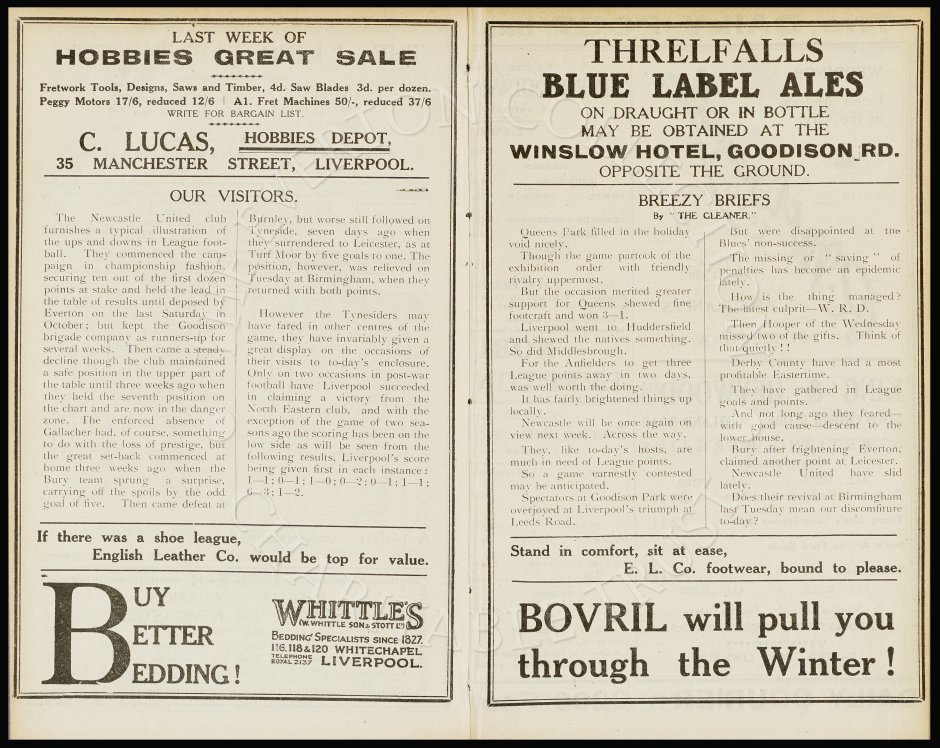 LAST WEEK OF
HOBBIES GREAT SALE
Fretwork Tools, Designs, Saws and Timber, 4d. Saw Blades 3d. per dozen.
Peggy Motors 17/6, reduced 12/6 | A1. Fret Machines 50/-, reduced 37/6
WRITE FOR BARGAIN LIST.
C. LUCAS, HOBBIES DEPOT,
35 MANCHESTER STREET, LIVERPOOL.
OUR VISITORS.
The Newcastle United club
furnishes a typical illustration of
the ups and downs in League foot-
ball. They commenced the cam-
paign in championship fashion,
securing ten out of the first dozen
points at stake and held the lead in
the table of results until deposed by
Everton on the last Saturday in
October; but kept the Goodison
brigade company as runners-up for
several weeks. Then came a steady
decline though the club maintained
a safe position in the upper part of
the table until three weeks ago when
they held the seventh position on
the chart and are now in the danger
zone. The enforced absence of
Gallacher had, of course, something
to do with the loss of prestige, but
the great set-back commenced at
home three weeks ago when the
Bury team sprung a surprise,
carrying off the spoils by the odd
goal of five. Then came defeat at
Burnley, but worse still followed on
Tyneside, seven days ago when
they surrendered to Leicester, as at
Turf Moor by five goals to one. The
position, however, was relieved on
Tuesday at Birmingham, when they
returned with both points.
However the Tynesiders may
have fared in other centres of the
game, they have invariably given a
great display on the occasions of
their visits to to-day's enclosure.
Only on two occasions in post-war
football have Liverpool succeeded
in claiming a victory from the
North Eastern club, and with the
exception of the game of two sea-
sons ago the scoring has been on the
low side as will be seen from the
following results, Liverpool's score
being given first in each instance:
1—1; 0—1; 1—0; 0—2; 0—1; 1—1;
6—3; 1—2.
If there was a shoe league,
English Leather Co. would be top for value.
BUY
BETTER
BEDDING!
WHITTLE'S
(W. WHITTLE SON & STOTT LTD)
BEDDING SPECIALISTS SINCE 1827.
116, 118 & 120 WHITECHAPEL
TELEPHONE ROYAL 2137 LIVERPOOL.
THRELFALLS
BLUE LABEL ALES
ON DRAUGHT OR IN BOTTLE
MAY BE OBTAINED AT THE
WINSLOW HOTEL, GOODISON RD.
OPPOSITE THE GROUND.
BREEZY BRIEFS
By "THE GLEANER."
Queens Park filled in the holiday
void nicely.
Though the game partook of the
exhibition order with friendly
rivalry uppermost.
But the occasion merited greater
support for Queens shewed fine
footcraft and won 3—1.
Liverpool went to Huddersfield
and shewed the natives something.
So did Middlesbrough.
For the Anfielders to get three
League points away in two days,
was well worth the doing.
It has fairly brightened things up
locally.
Newcastle will be once again on
view next week. Across the way.
They, like to-day's hosts, are
much in need of League points.
So a game earnestly contested
may be anticipated.
Spectators at Goodison Park were
overjoyed at Liverpool's triumph at
Leeds Road.
But were disappointed at the
Blues' non-success.
The missing or "saving" of
penalties has become an epidemic
lately.
How is the thing managed?
The latest culprit—W. R. D.
Then Hooper of the Wednesday
missed two of the gifts. Think of
that quietly!!
Derby County have had a most
profitable Eastertime.
They have gathered in League
goals and points.
And not long ago they feared—
with good cause—descent to the
lower house.
Bury after frightening Everton,
claimed another point at Leicester.
Newcastle United have slid
lately.
Does their revival at Birmingham
last Tuesday mean our discomfiture
to-day?
Stand in comfort, sit at ease,
E. L. Co. footwear, bound to please.
BOVRIL will pull you
through the Winter!